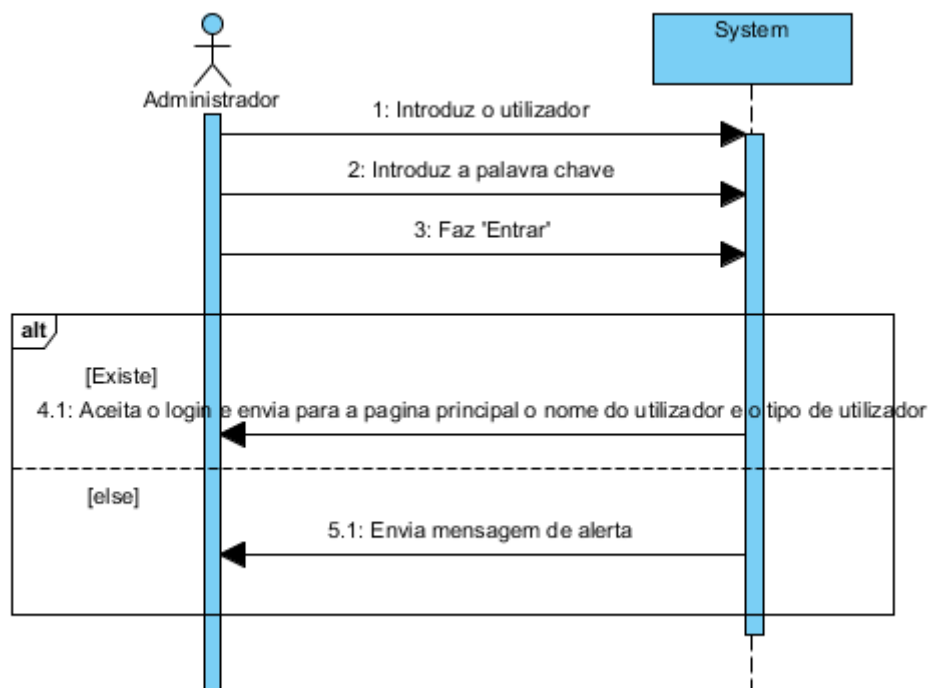 System
Administrador
1: Introduz o utilizador
2: Introduz a palavra chave
3: Faz 'Entrar'
alt
[Existe]
4.1: Aceita o login e envia para a pagina principal o nome do utilizador e o tipo de utilizador
[else]
5.1: Envia mensagem de alerta